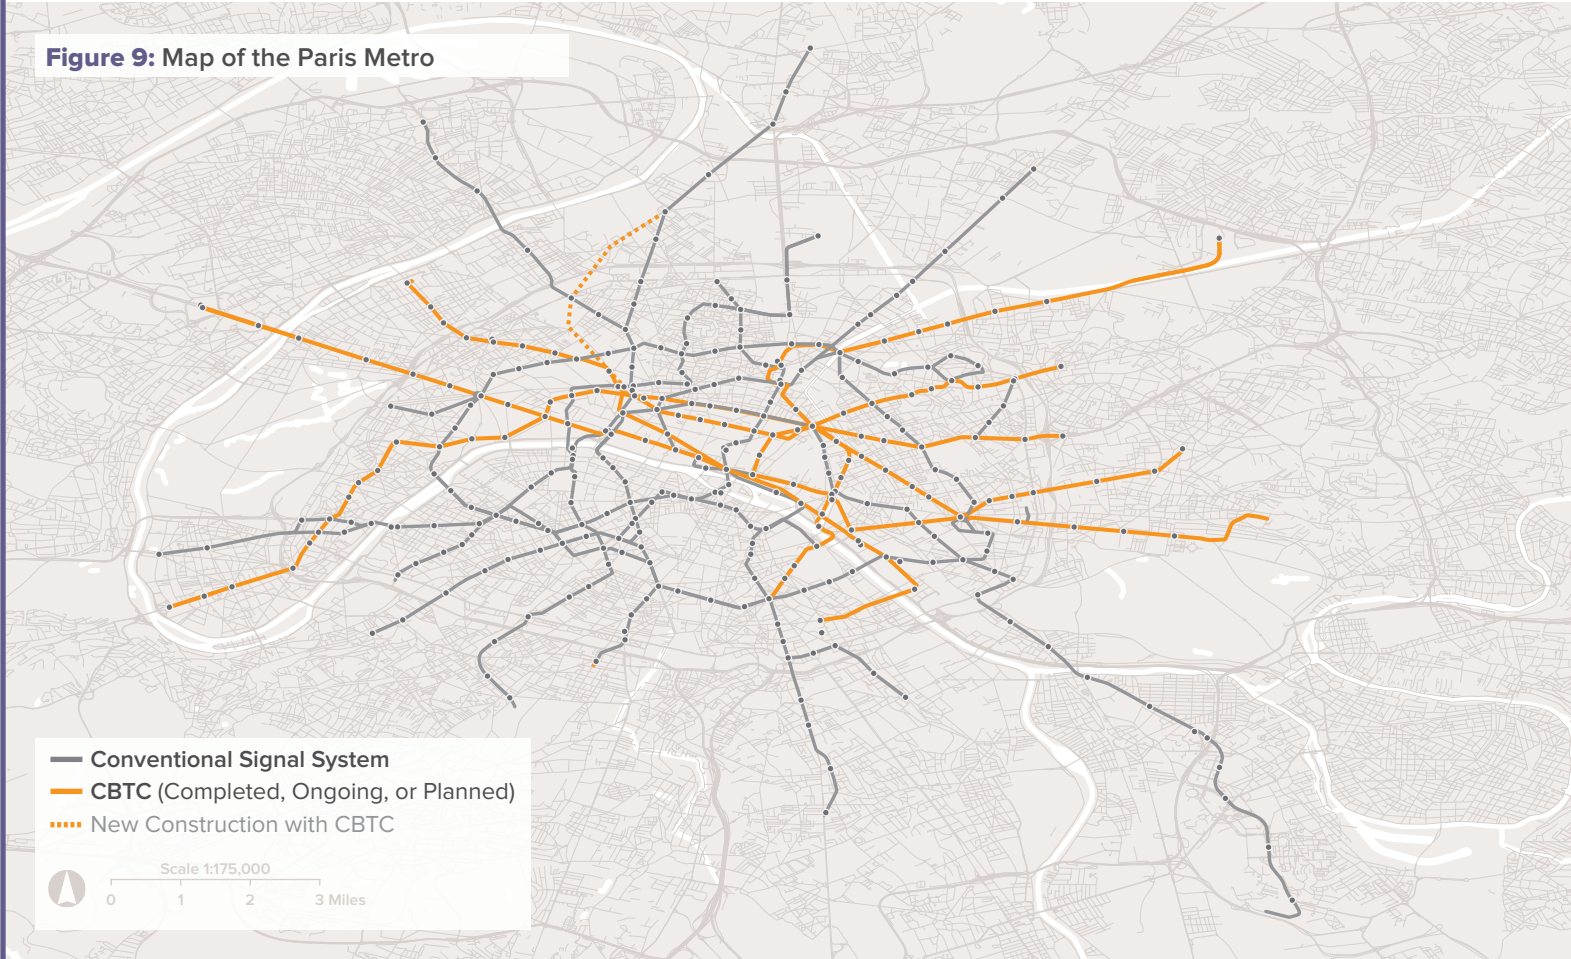 Figure 9: Map of the Paris Metro
Conventional Signal System
CBTC (Completed, Ongoing, or Planned)
New Construction with CBTC
Scale 1:175,000
0 1 2 3 Miles